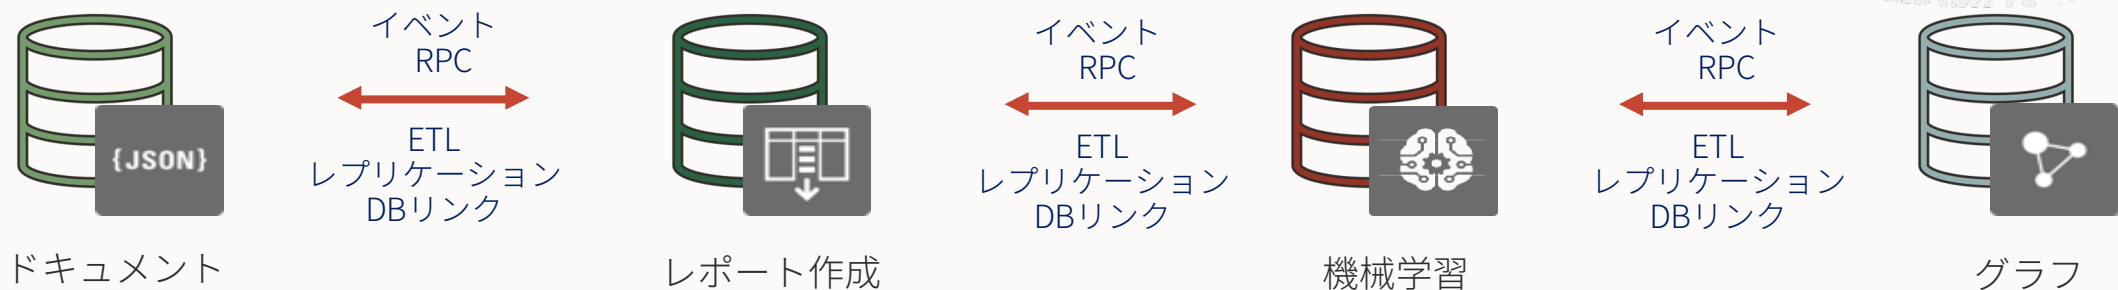 イベント
RPC
ETL
レプリケーション
DBリンク
イベント
RPC
ETL
レプリケーション
DBリンク
イベント
RPC
ETL
レプリケーション
DBリンク
{JSON}
ドキュメント
レポート作成
機械学習
グラフ